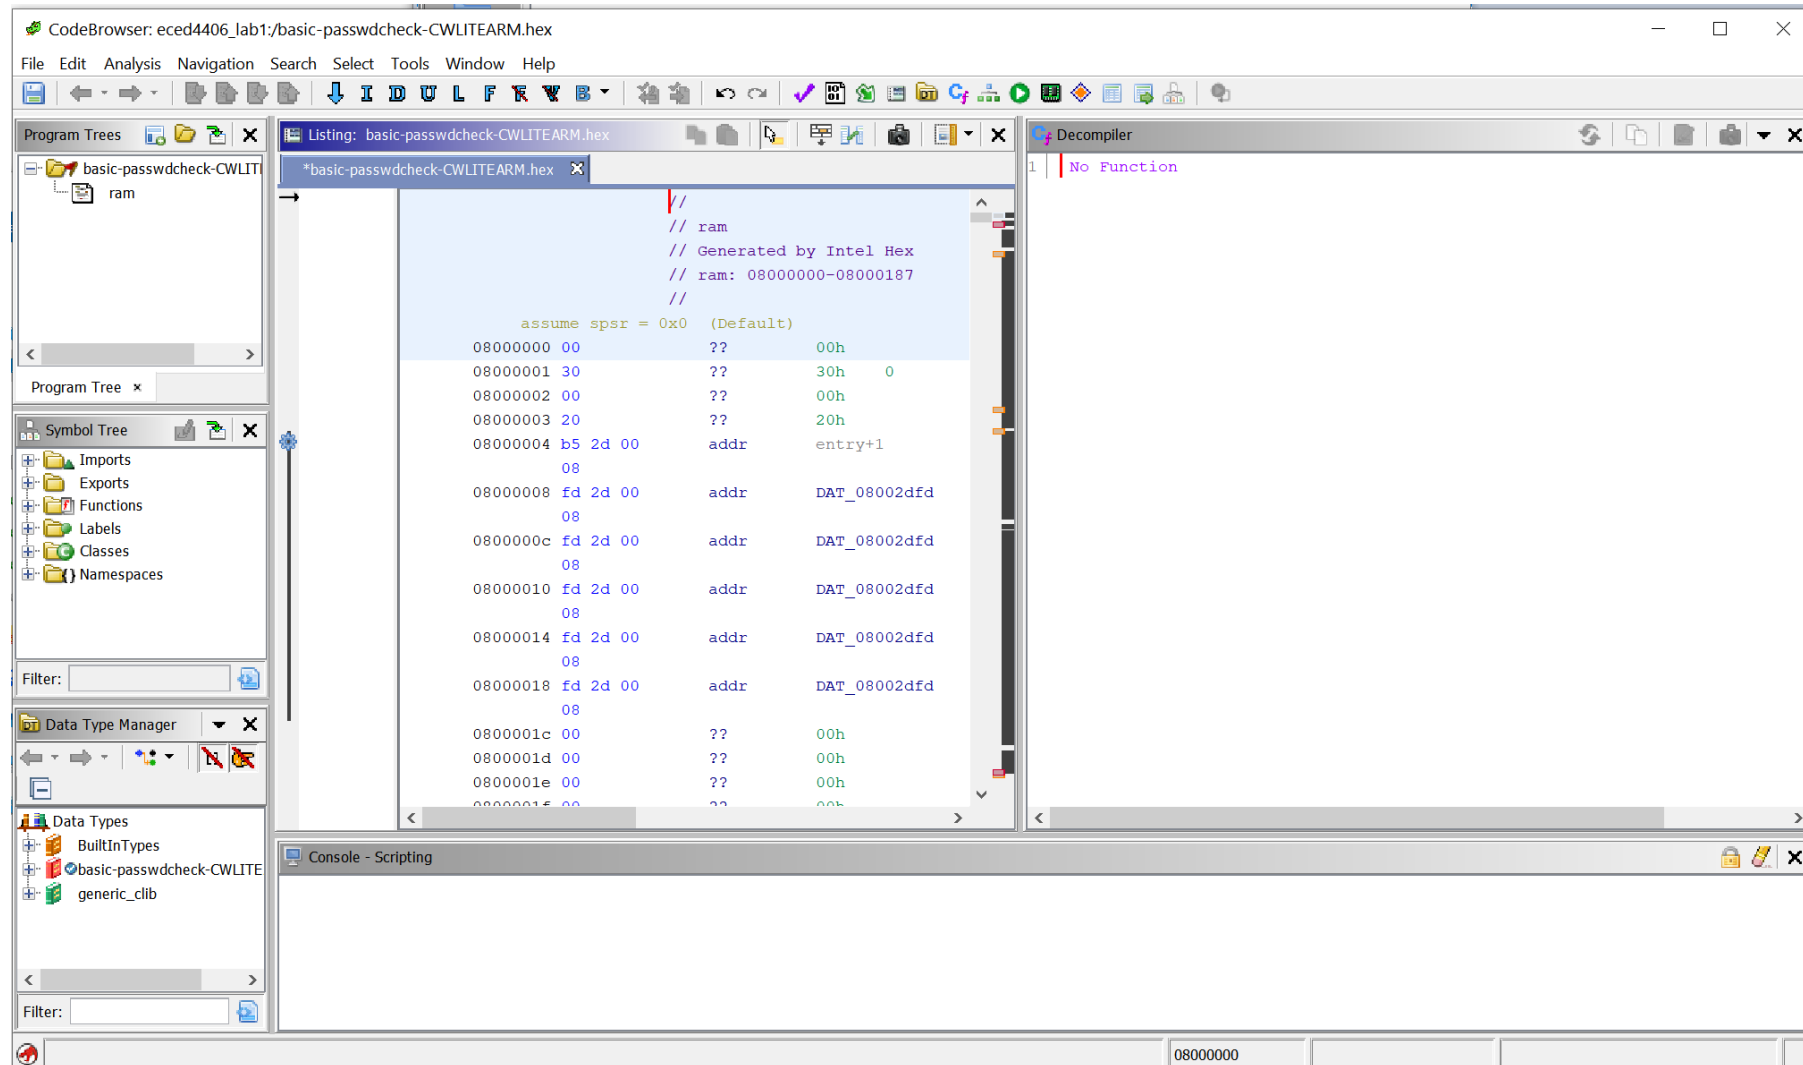 CodeBrowser: eced4406_lab1:/basic-passwdcheck-CWLITEARM.hex
File Edit Analysis Navigation Search Select Tools Window Help
I D U L F B
Program Trees
basic-passwdcheck-CWLITI
ram
Program Tree ×
Symbol Tree
Imports
Exports
Functions
Labels
Classes
Namespaces
Filter:
Data Type Manager
Data Types
BuiltInTypes
basic-passwdcheck-CWLITE
generic_clib
Filter:
Listing: basic-passwdcheck-CWLITEARM.hex
*basic-passwdcheck-CWLITEARM.hex
//
// ram
// Generated by Intel Hex
// ram: 08000000-08000187
//
assume spsr = 0x0 (Default)
08000000 00 ?? 00h
08000001 30 ?? 30h 0
08000002 00 ?? 00h
08000003 20 ?? 20h
08000004 b5 2d 00 addr entry+1
08
08000008 fd 2d 00 addr DAT_08002dfd
08
0800000c fd 2d 00 addr DAT_08002dfd
08
08000010 fd 2d 00 addr DAT_08002dfd
08
08000014 fd 2d 00 addr DAT_08002dfd
08
08000018 fd 2d 00 addr DAT_08002dfd
08
0800001c 00 ?? 00h
0800001d 00 ?? 00h
0800001e 00 ?? 00h
0800001f 00 ?? 00h
Decompiler
1 No Function
Console - Scripting
08000000